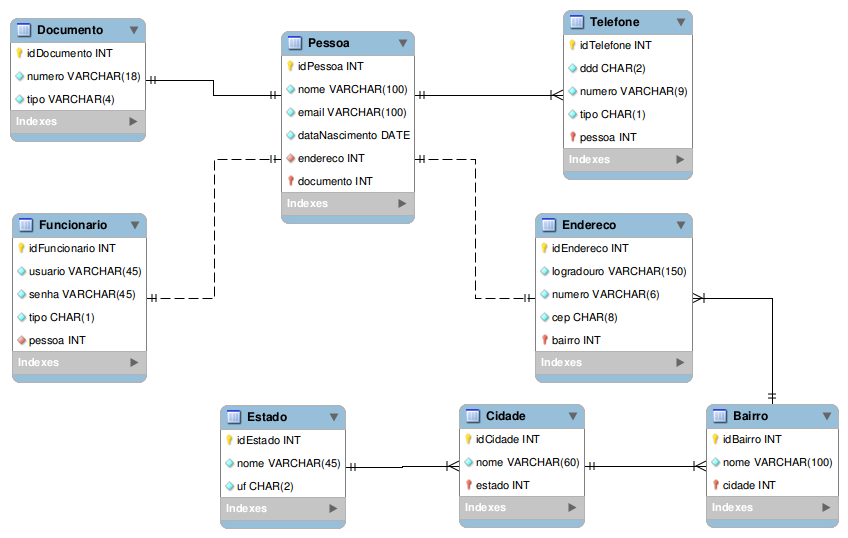 Documento
idDocumento INT
numero VARCHAR(18)
tipo VARCHAR(4)
Indexes
Pessoa
idPessoa INT
nome VARCHAR(100)
email VARCHAR(100)
dataNascimento DATE
endereco INT
documento INT
Indexes
Telefone
idTelefone INT
ddd CHAR(2)
numero VARCHAR(9)
tipo CHAR(1)
pessoa INT
Indexes
Funcionario
idFuncionario INT
usuario VARCHAR(45)
senha VARCHAR(45)
tipo CHAR(1)
pessoa INT
Indexes
Endereco
idEndereco INT
logradouro VARCHAR(150)
numero VARCHAR(6)
cep CHAR(8)
bairro INT
Indexes
Estado
idEstado INT
nome VARCHAR(45)
uf CHAR(2)
Indexes
Cidade
idCidade INT
nome VARCHAR(60)
estado INT
Indexes
Bairro
idBairro INT
nome VARCHAR(100)
cidade INT
Indexes